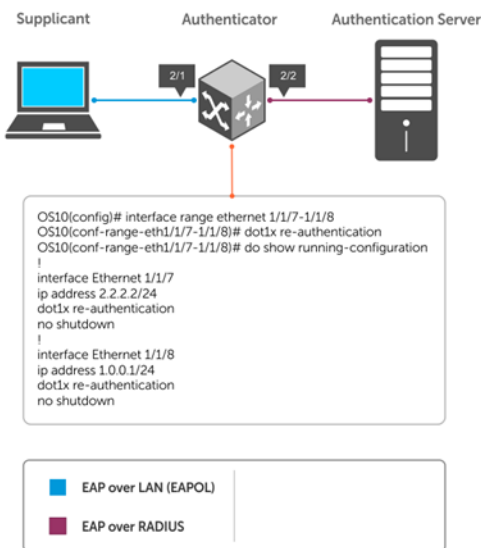 Supplicant
Authenticator
Authentication Server
2/1
2/2
OS10(config)# interface range ethernet 1/1/7-1/1/8
OS10(conf-range-eth1/1/7-1/1/8)# dot1x re-authentication
OS10(conf-range-eth1/1/7-1/1/8)# do show running-configuration
!
interface Ethernet 1/1/7
ip address 2.2.2.2/24
dot1x re-authentication
no shutdown
!
interface Ethernet 1/1/8
ip address 1.0.0.1/24
dot1x re-authentication
no shutdown
EAP over LAN (EAPOL)
EAP over RADIUS